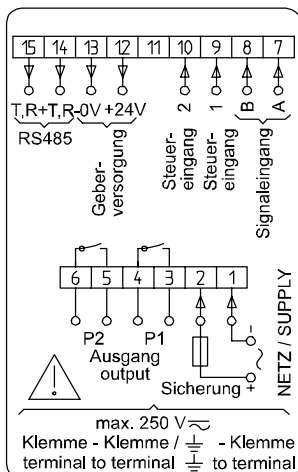 15 14 13 12 11 10 9 8 7
T,R+ T,R- 0V +24V
RS485
Geber-
versorgung
2
Steuer-
eingang
1
Steuer-
eingang
B
A
Signaleingang
6 5 4 3 2 1
P2 P1
Ausgang
output
Sicherung
-
~
+
NETZ / SUPPLY
!
max. 250 V ⎓
Klemme - Klemme / ⏚ - Klemme
terminal to terminal ⏚ to terminal